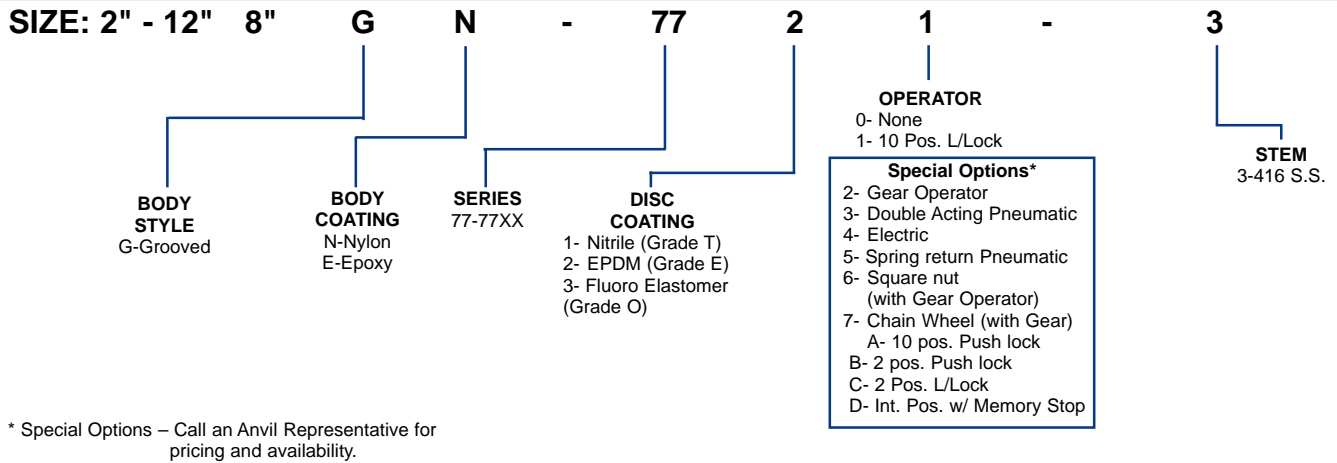 SIZE: 2" - 12" 8" G N - 77 2 1 - 3
BODY
STYLE
G-Grooved
BODY
COATING
N-Nylon
E-Epoxy
SERIES
77-77XX
DISC
COATING
1- Nitrile (Grade T)
2- EPDM (Grade E)
3- Fluoro Elastomer
(Grade O)
OPERATOR
0- None
1- 10 Pos. L/Lock
Special Options*
2- Gear Operator
3- Double Acting Pneumatic
4- Electric
5- Spring return Pneumatic
6- Square nut
(with Gear Operator)
7- Chain Wheel (with Gear)
A- 10 pos. Push lock
B- 2 pos. Push lock
C- 2 Pos. L/Lock
D- Int. Pos. w/ Memory Stop
STEM
3-416 S.S.
* Special Options – Call an Anvil Representative for
pricing and availability.